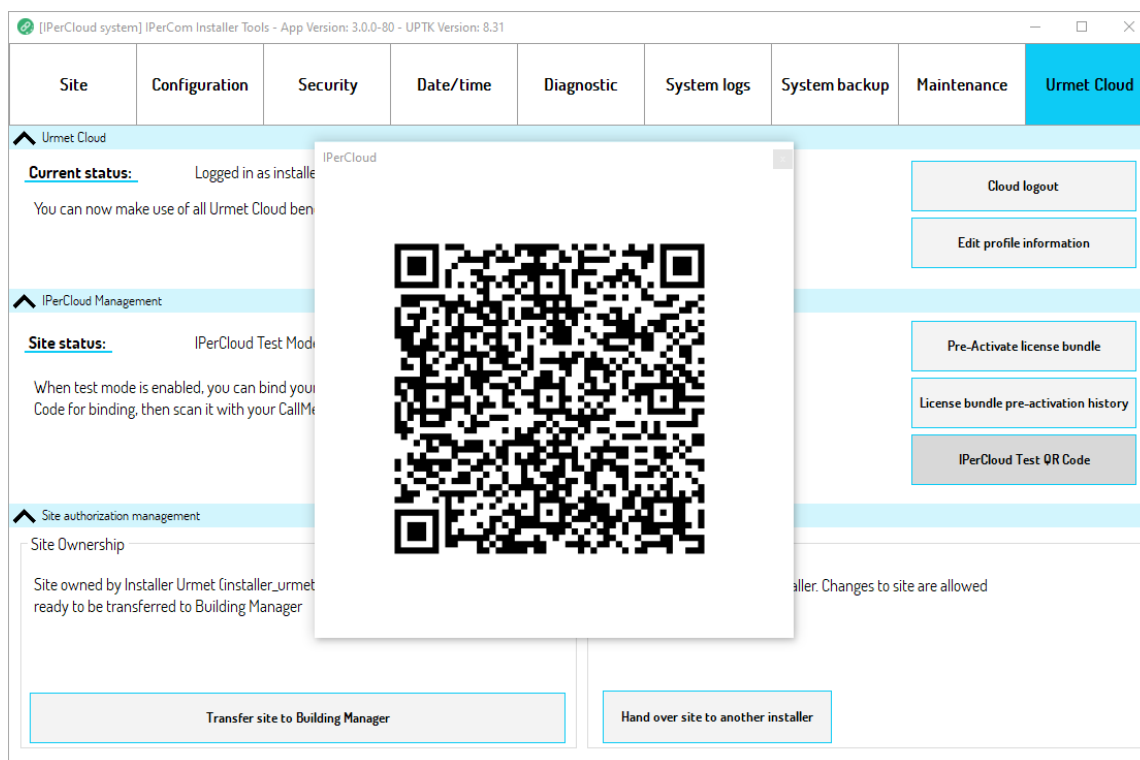 [IPerCloud system] IPerCom Installer Tools - App Version: 3.0.0-80 - UPTK Version: 8.31
Site Configuration Security Date/time Diagnostic System logs System backup Maintenance Urmet Cloud
Urmet Cloud
IPerCloud
Current status: Logged in as installe
Cloud logout
You can now make use of all Urmet Cloud ben
Edit profile information
IPerCloud Management
Site status: IPerCloud Test Mod
Pre-Activate license bundle
When test mode is enabled, you can bind you
Code for binding, then scan it with your CallM
License bundle pre-activation history
IPerCloud Test QR Code
Site authorization management
Site Ownership
Site owned by Installer Urmet (installer_urmet
aller. Changes to site are allowed
ready to be transferred to Building Manager
Transfer site to Building Manager
Hand over site to another installer